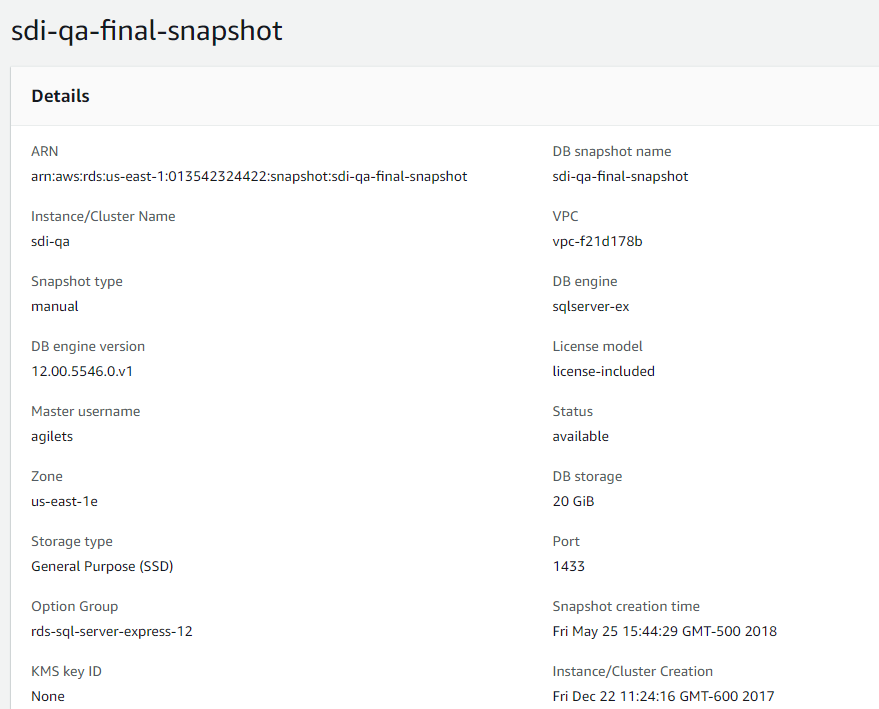 sdi-qa-final-snapshot
Details
ARN
arn:aws:rds:us-east-1:013542324422:snapshot:sdi-qa-final-snapshot
DB snapshot name
sdi-qa-final-snapshot
Instance/Cluster Name
sdi-qa
VPC
vpc-f21d178b
Snapshot type
manual
DB engine
sqlserver-ex
DB engine version
12.00.5546.0.v1
License model
license-included
Master username
agilets
Status
available
Zone
us-east-1e
DB storage
20 GiB
Storage type
General Purpose (SSD)
Port
1433
Option Group
rds-sql-server-express-12
Snapshot creation time
Fri May 25 15:44:29 GMT-500 2018
KMS key ID
None
Instance/Cluster Creation
Fri Dec 22 11:24:16 GMT-600 2017